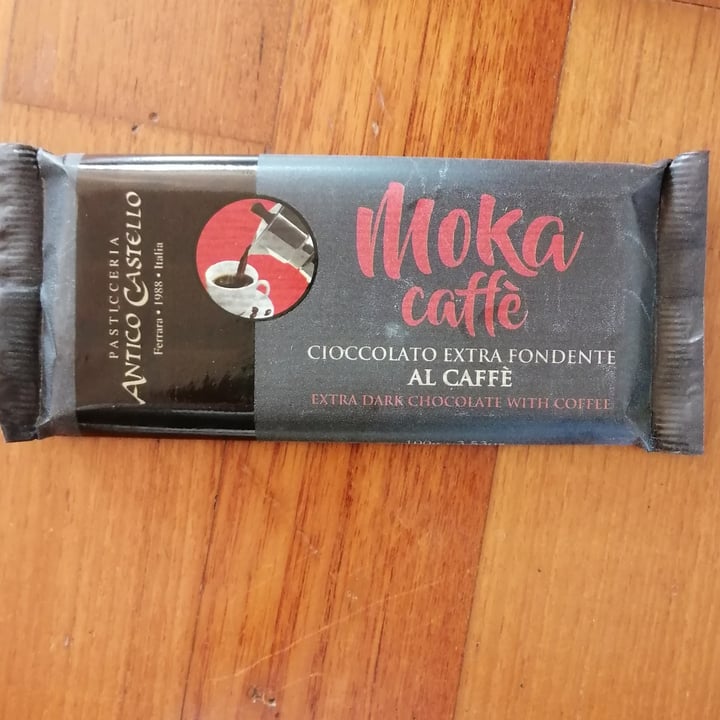 PASTICCERIA
ANTICO CASTELLO
Ferrara • 1988 • Italia
Moka
caffè
CIOCCOLATO EXTRA FONDENTE
AL CAFFÈ
EXTRA DARK CHOCOLATE WITH COFFEE